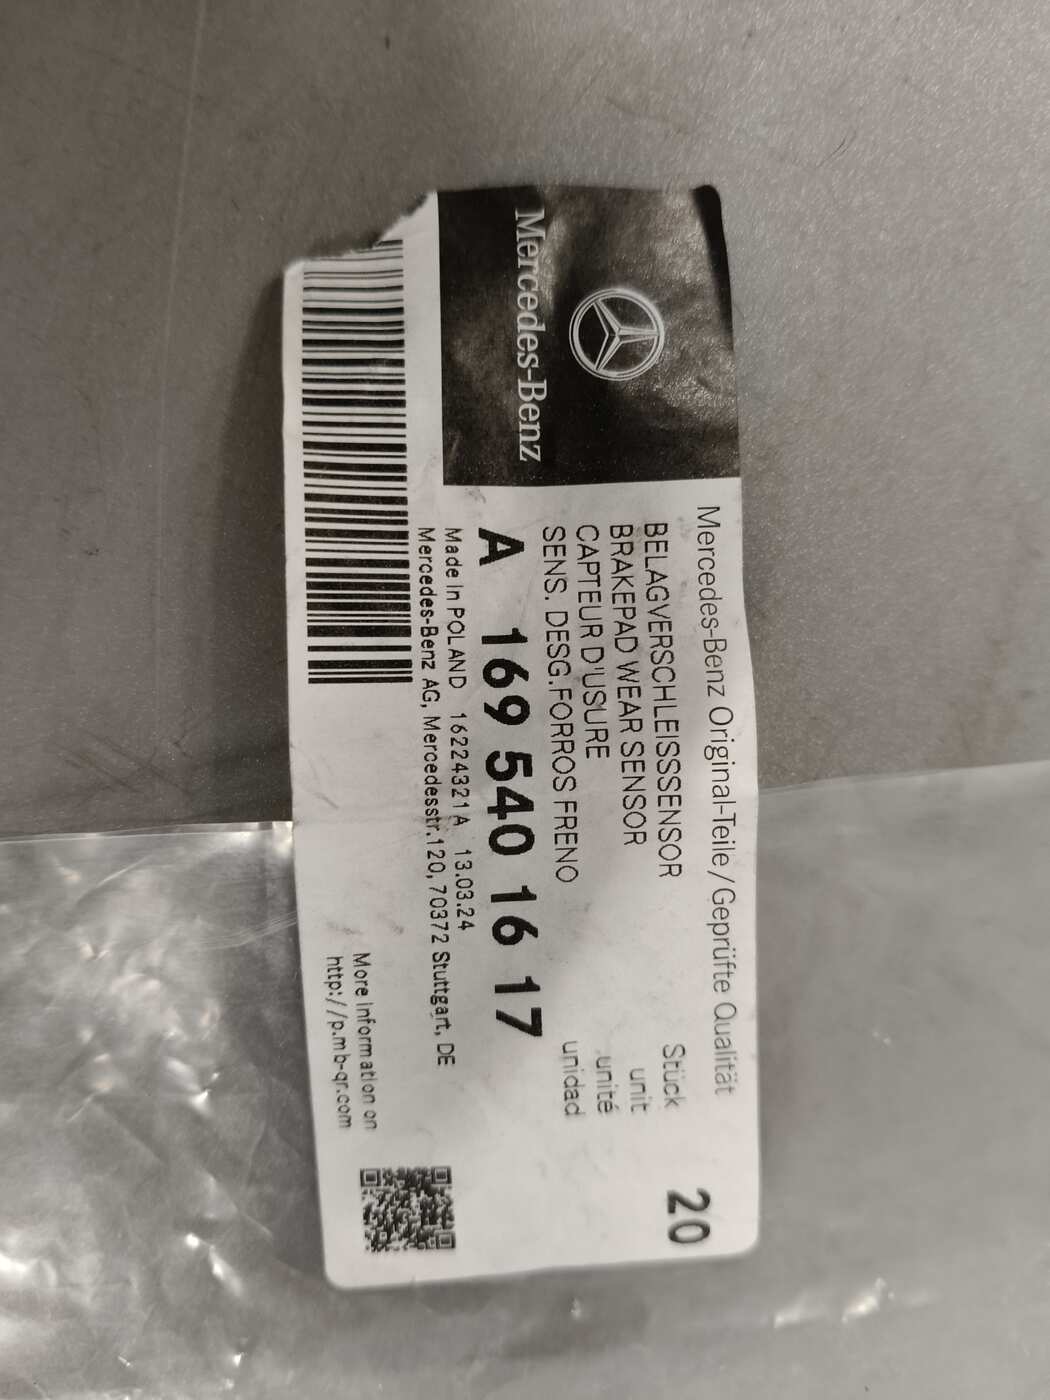 Mercedes-Benz
Mercedes-Benz Original-Teile/Geprüfte Qualität
BELAGVERSCHLEISSSENSOR Stück 20
BRAKEPAD WEAR SENSOR unit
CAPTEUR D'USURE unité
SENS. DESG.FORROS FRENO unidad
A 169 540 16 17
Made In POLAND 16224321A 13.03.24
Mercedes-Benz AG, Mercedesstr.120, 70372 Stuttgart, DE
More information on
http://p.mb-qr.com